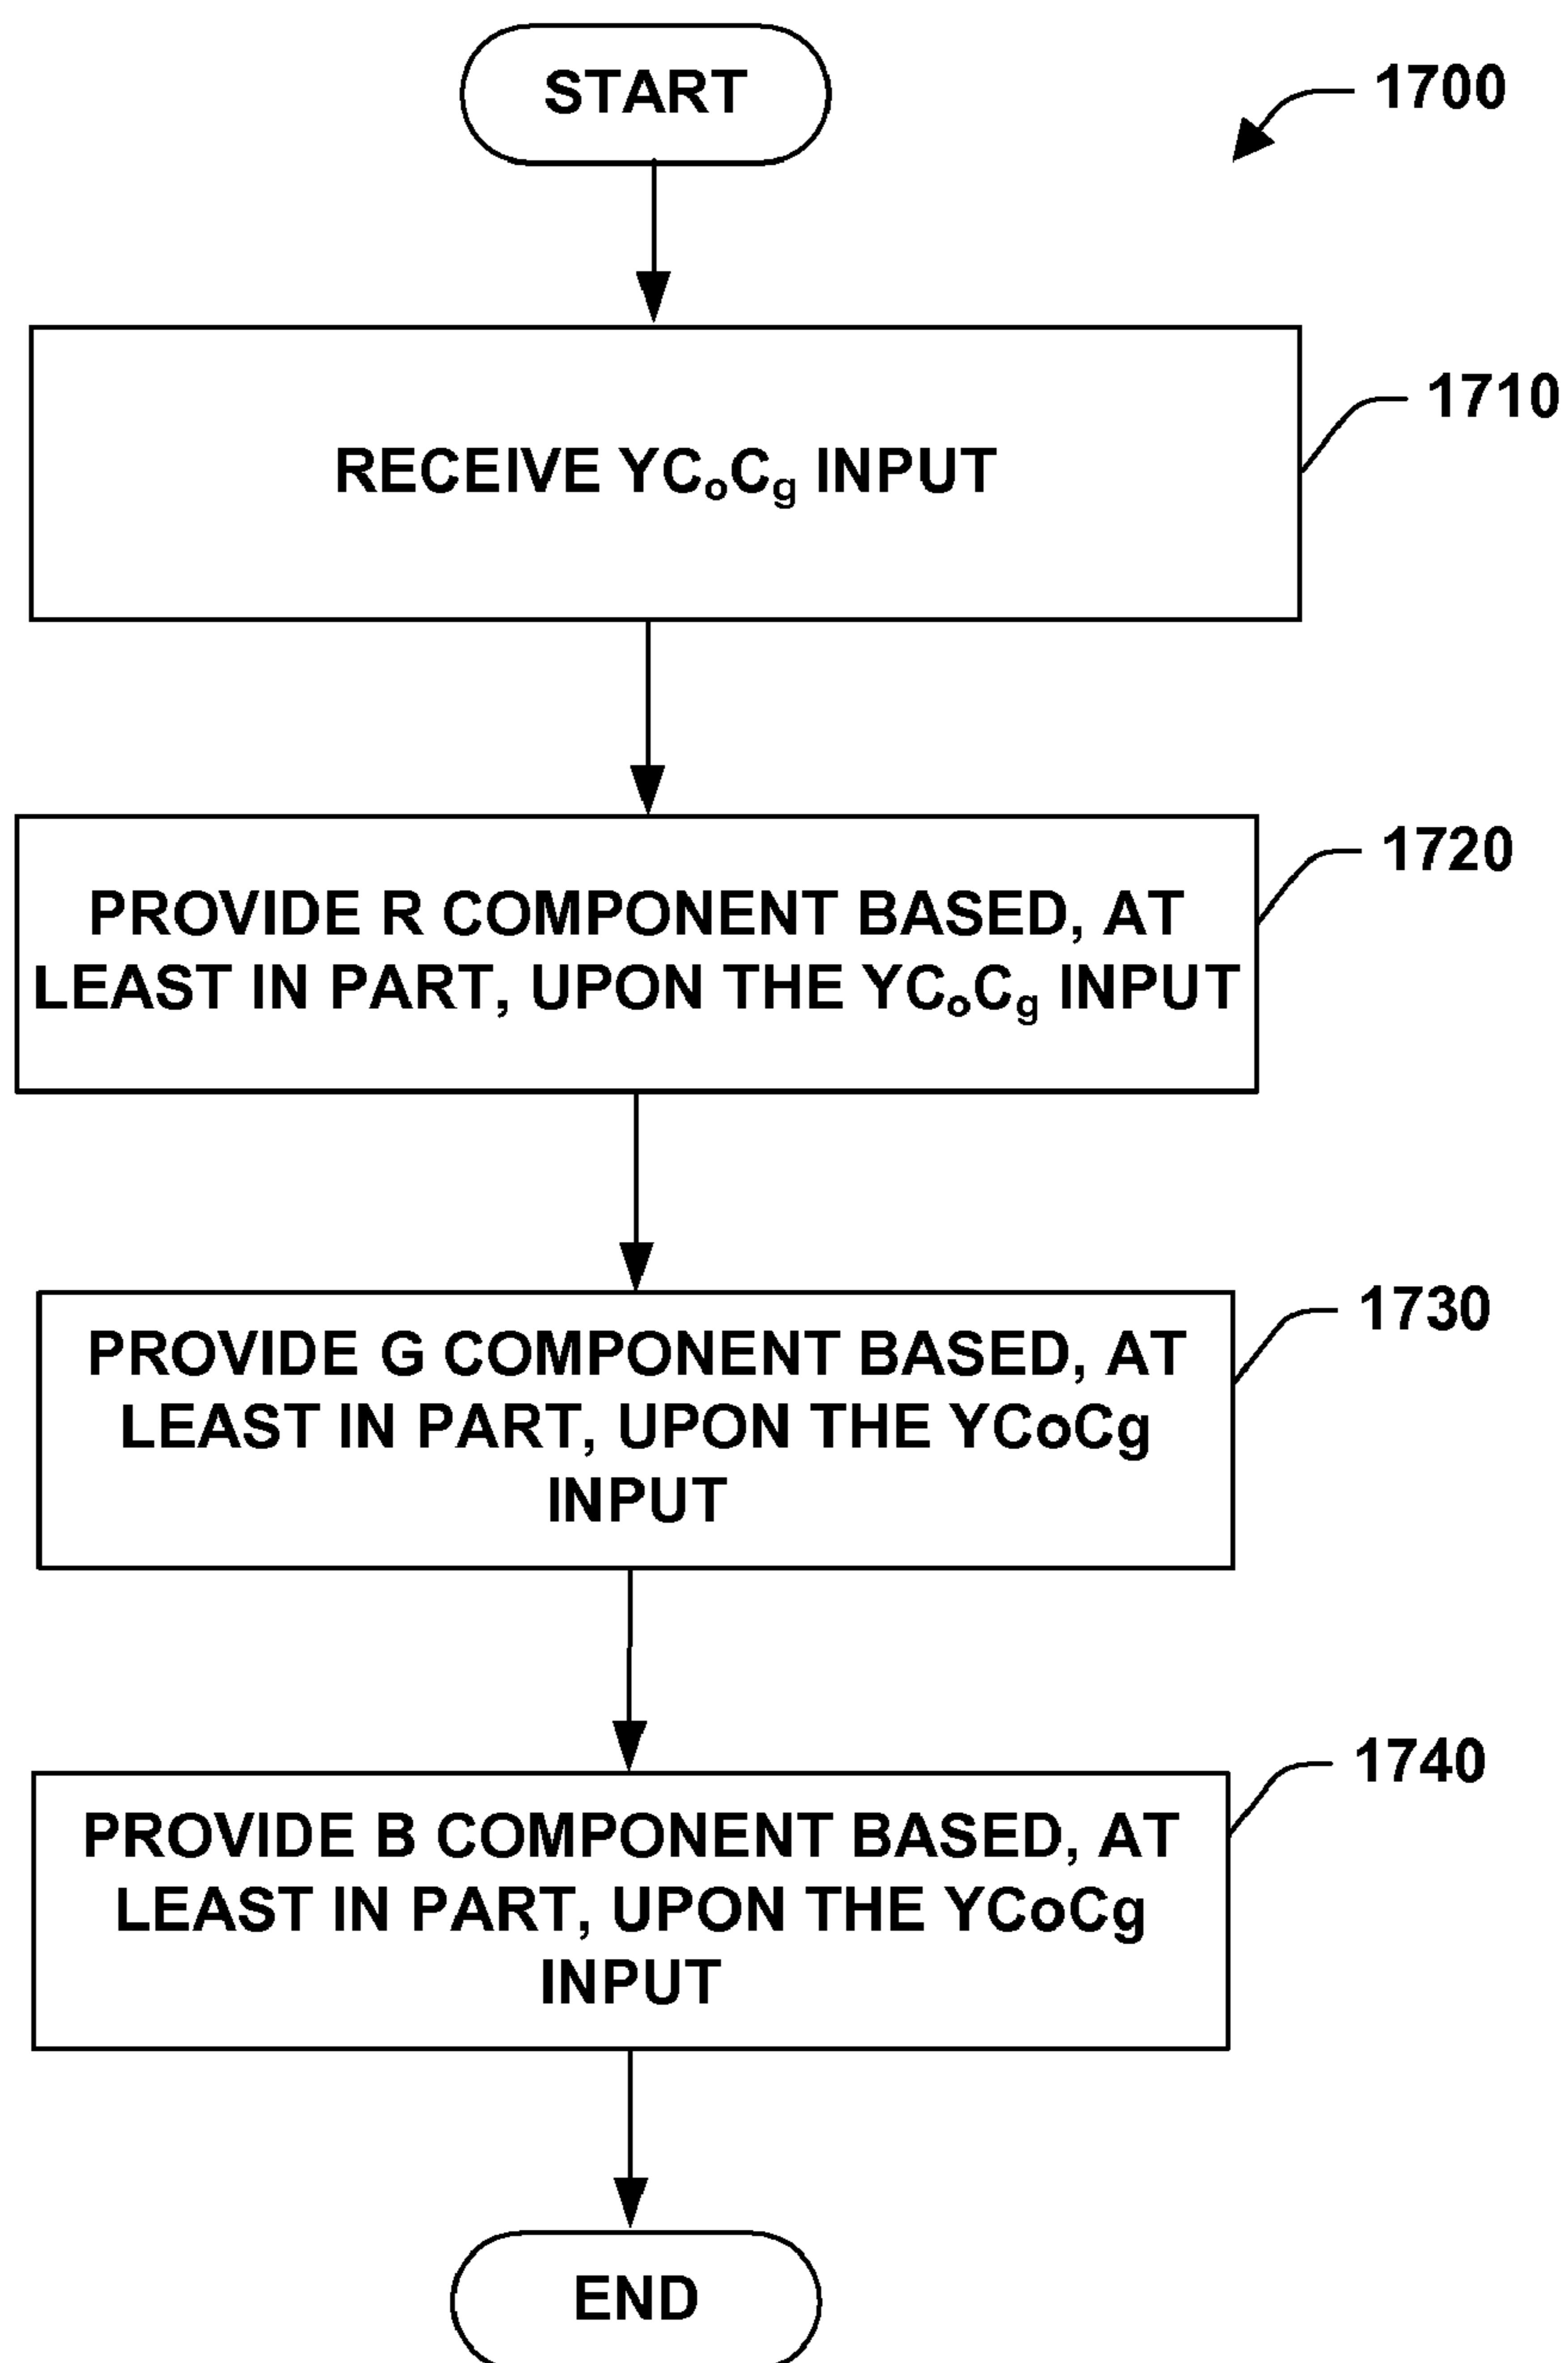 START
1700
RECEIVE YCoCg INPUT
1710
PROVIDE R COMPONENT BASED, AT
LEAST IN PART, UPON THE YCoCg INPUT
1720
PROVIDE G COMPONENT BASED, AT
LEAST IN PART, UPON THE YCoCg
INPUT
1730
PROVIDE B COMPONENT BASED, AT
LEAST IN PART, UPON THE YCoCg
INPUT
1740
END